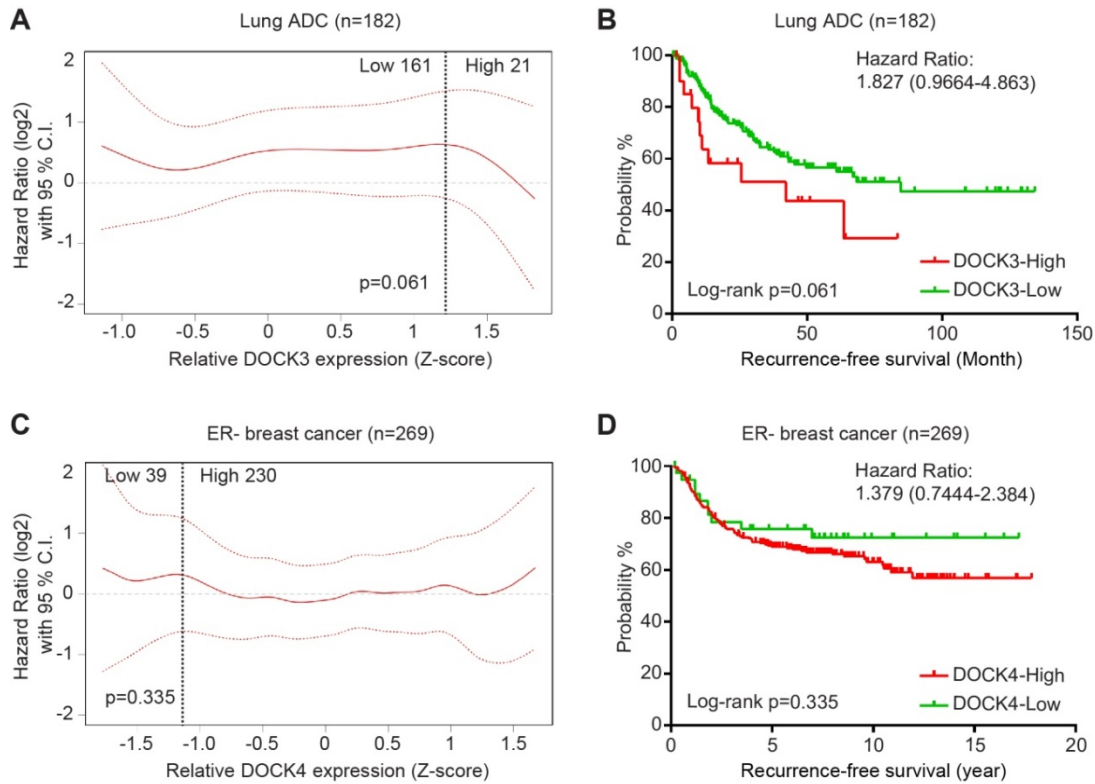 A
Lung ADC (n=182)
Hazard Ratio (log2)
with 95 % C.I.
2
1
0
-1
-2
Low 161
High 21
p=0.061
-1.0
-0.5
0
0.5
1
1.5
Relative DOCK3 expression (Z-score)
B
Lung ADC (n=182)
Probability %
100
80
60
40
20
0
Hazard Ratio:
1.827 (0.9664-4.863)
DOCK3-High
DOCK3-Low
Log-rank p=0.061
0
50
100
150
Recurrence-free survival (Month)
C
ER- breast cancer (n=269)
Hazard Ratio (log2)
with 95 % C.I.
2
1
0
-1
-2
Low 39
High 230
p=0.335
-1.5
-1.0
-0.5
0
0.5
1
1.5
Relative DOCK4 expression (Z-score)
D
ER- breast cancer (n=269)
Probability %
100
80
60
40
20
0
Hazard Ratio:
1.379 (0.7444-2.384)
DOCK4-High
DOCK4-Low
Log-rank p=0.335
0
5
10
15
20
Recurrence-free survival (year)